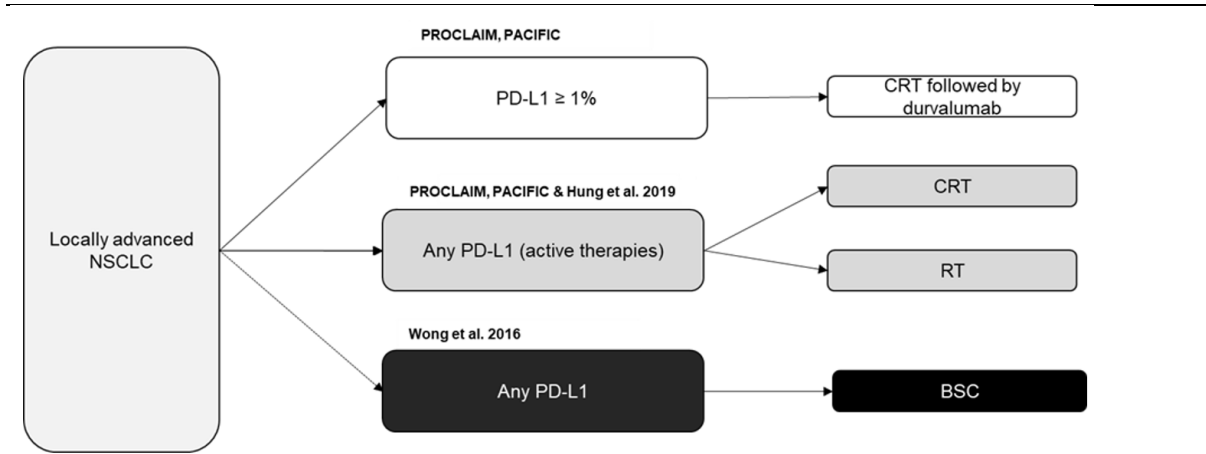 PROCLAIM, PACIFIC
PD-L1 ≥ 1%
CRT followed by
durvalumab
Locally advanced
NSCLC
PROCLAIM, PACIFIC & Hung et al. 2019
Any PD-L1 (active therapies)
CRT
RT
Wong et al. 2016
Any PD-L1
BSC